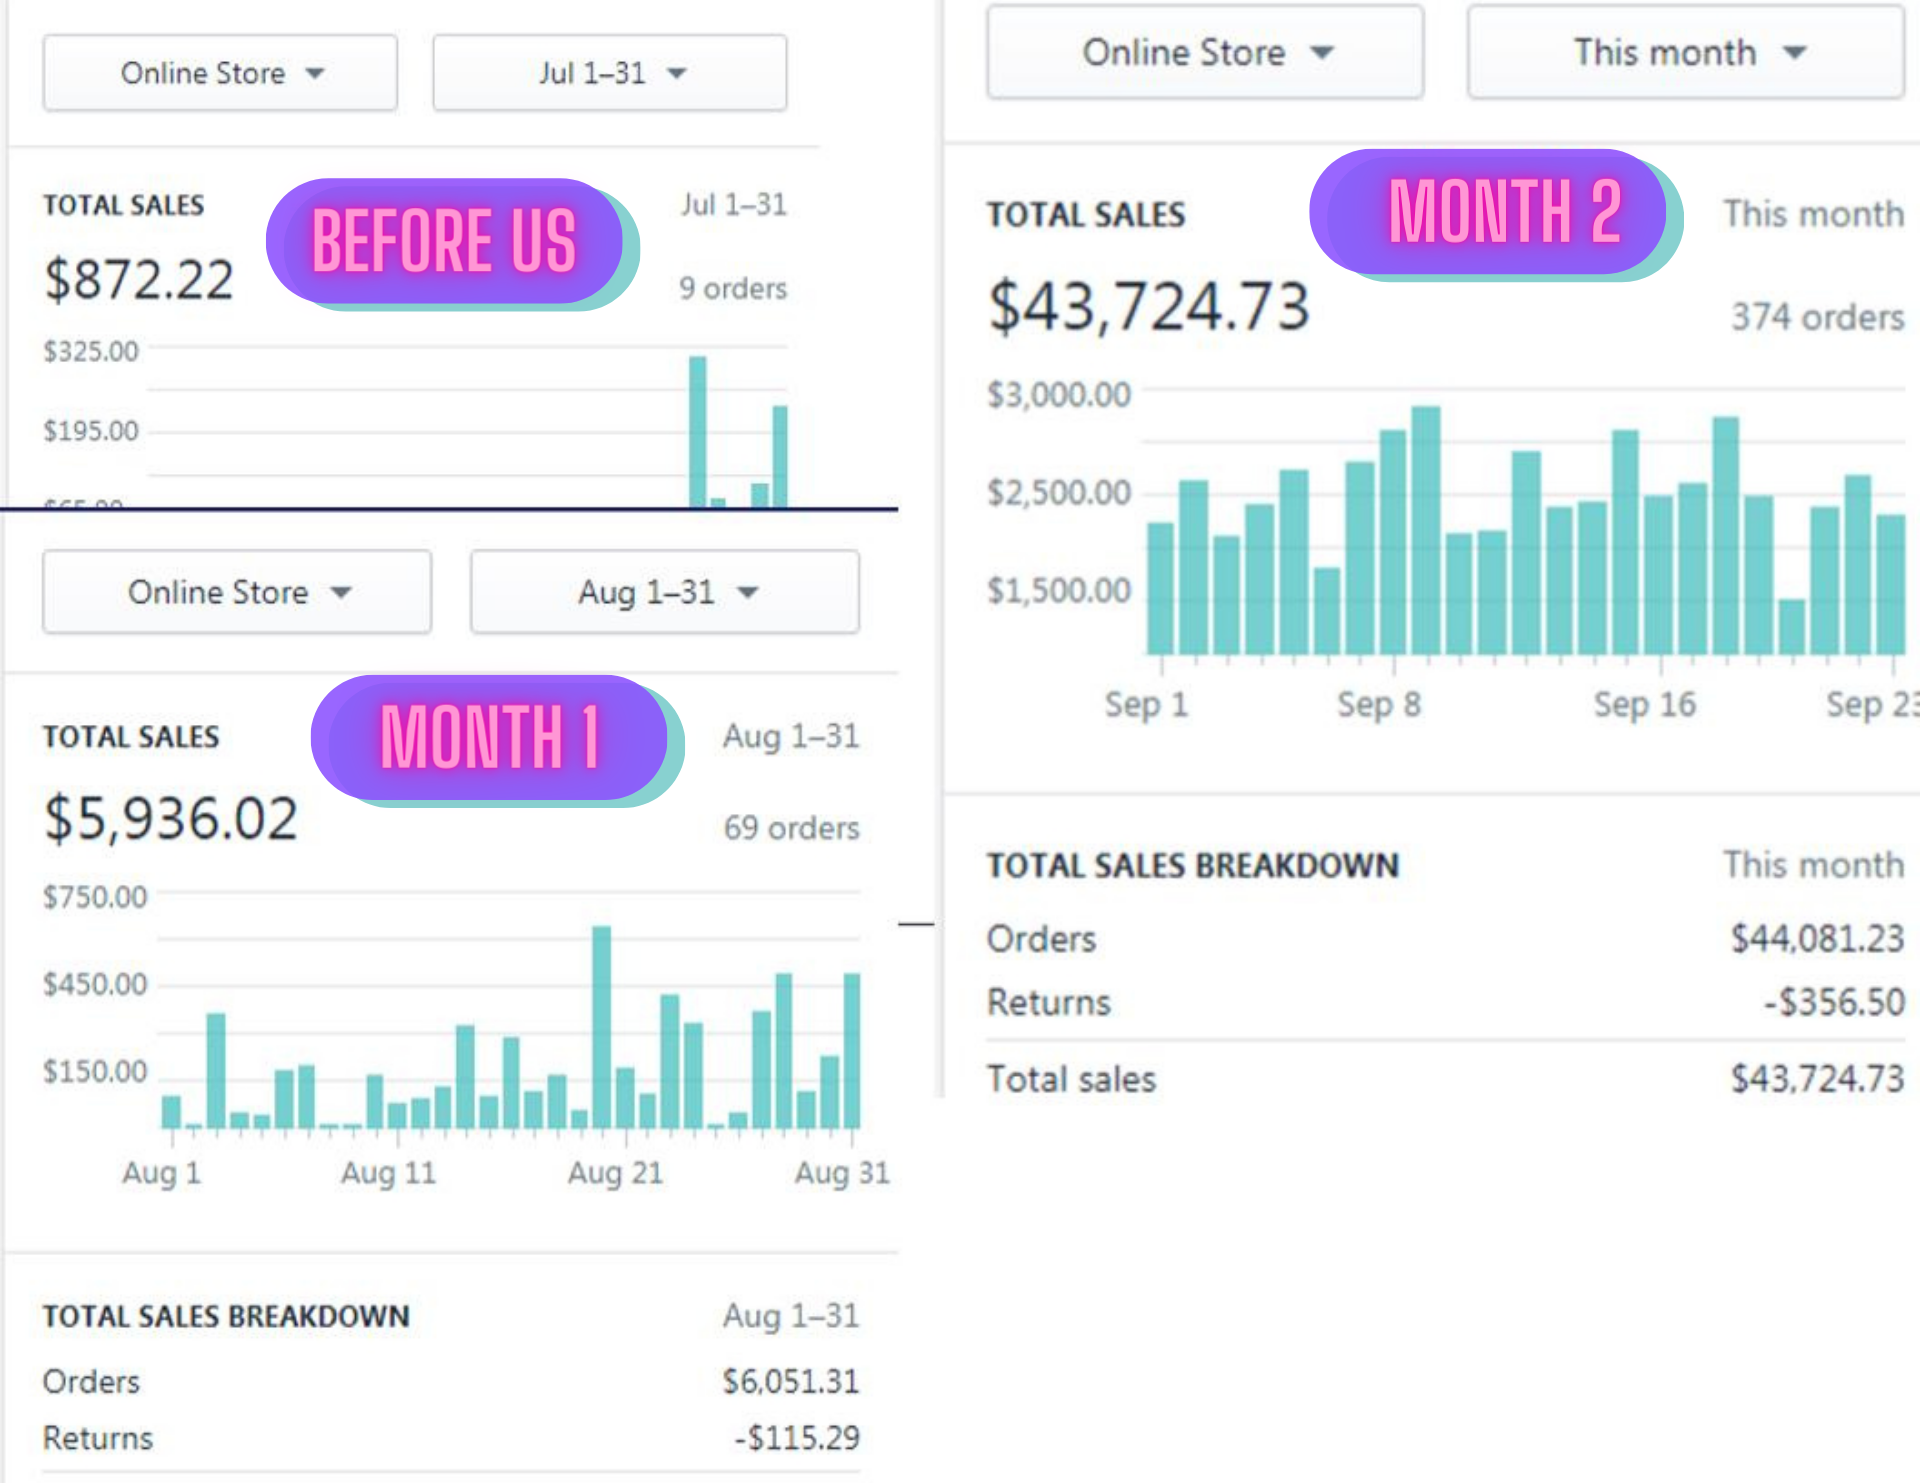 Online Store
Jul 1–31
TOTAL SALES
BEFORE US
Jul 1–31
$872.22
9 orders
$325.00
$195.00
Online Store
Aug 1–31
TOTAL SALES
MONTH 1
Aug 1–31
$5,936.02
69 orders
$750.00
$450.00
$150.00
Aug 1
Aug 11
Aug 21
Aug 31
TOTAL SALES BREAKDOWN
Aug 1–31
Orders
$6,051.31
Returns
-$115.29
Online Store
This month
TOTAL SALES
MONTH 2
This month
$43,724.73
374 orders
$3,000.00
$2,500.00
$1,500.00
Sep 1
Sep 8
Sep 16
Sep 23
TOTAL SALES BREAKDOWN
This month
Orders
$44,081.23
Returns
-$356.50
Total sales
$43,724.73